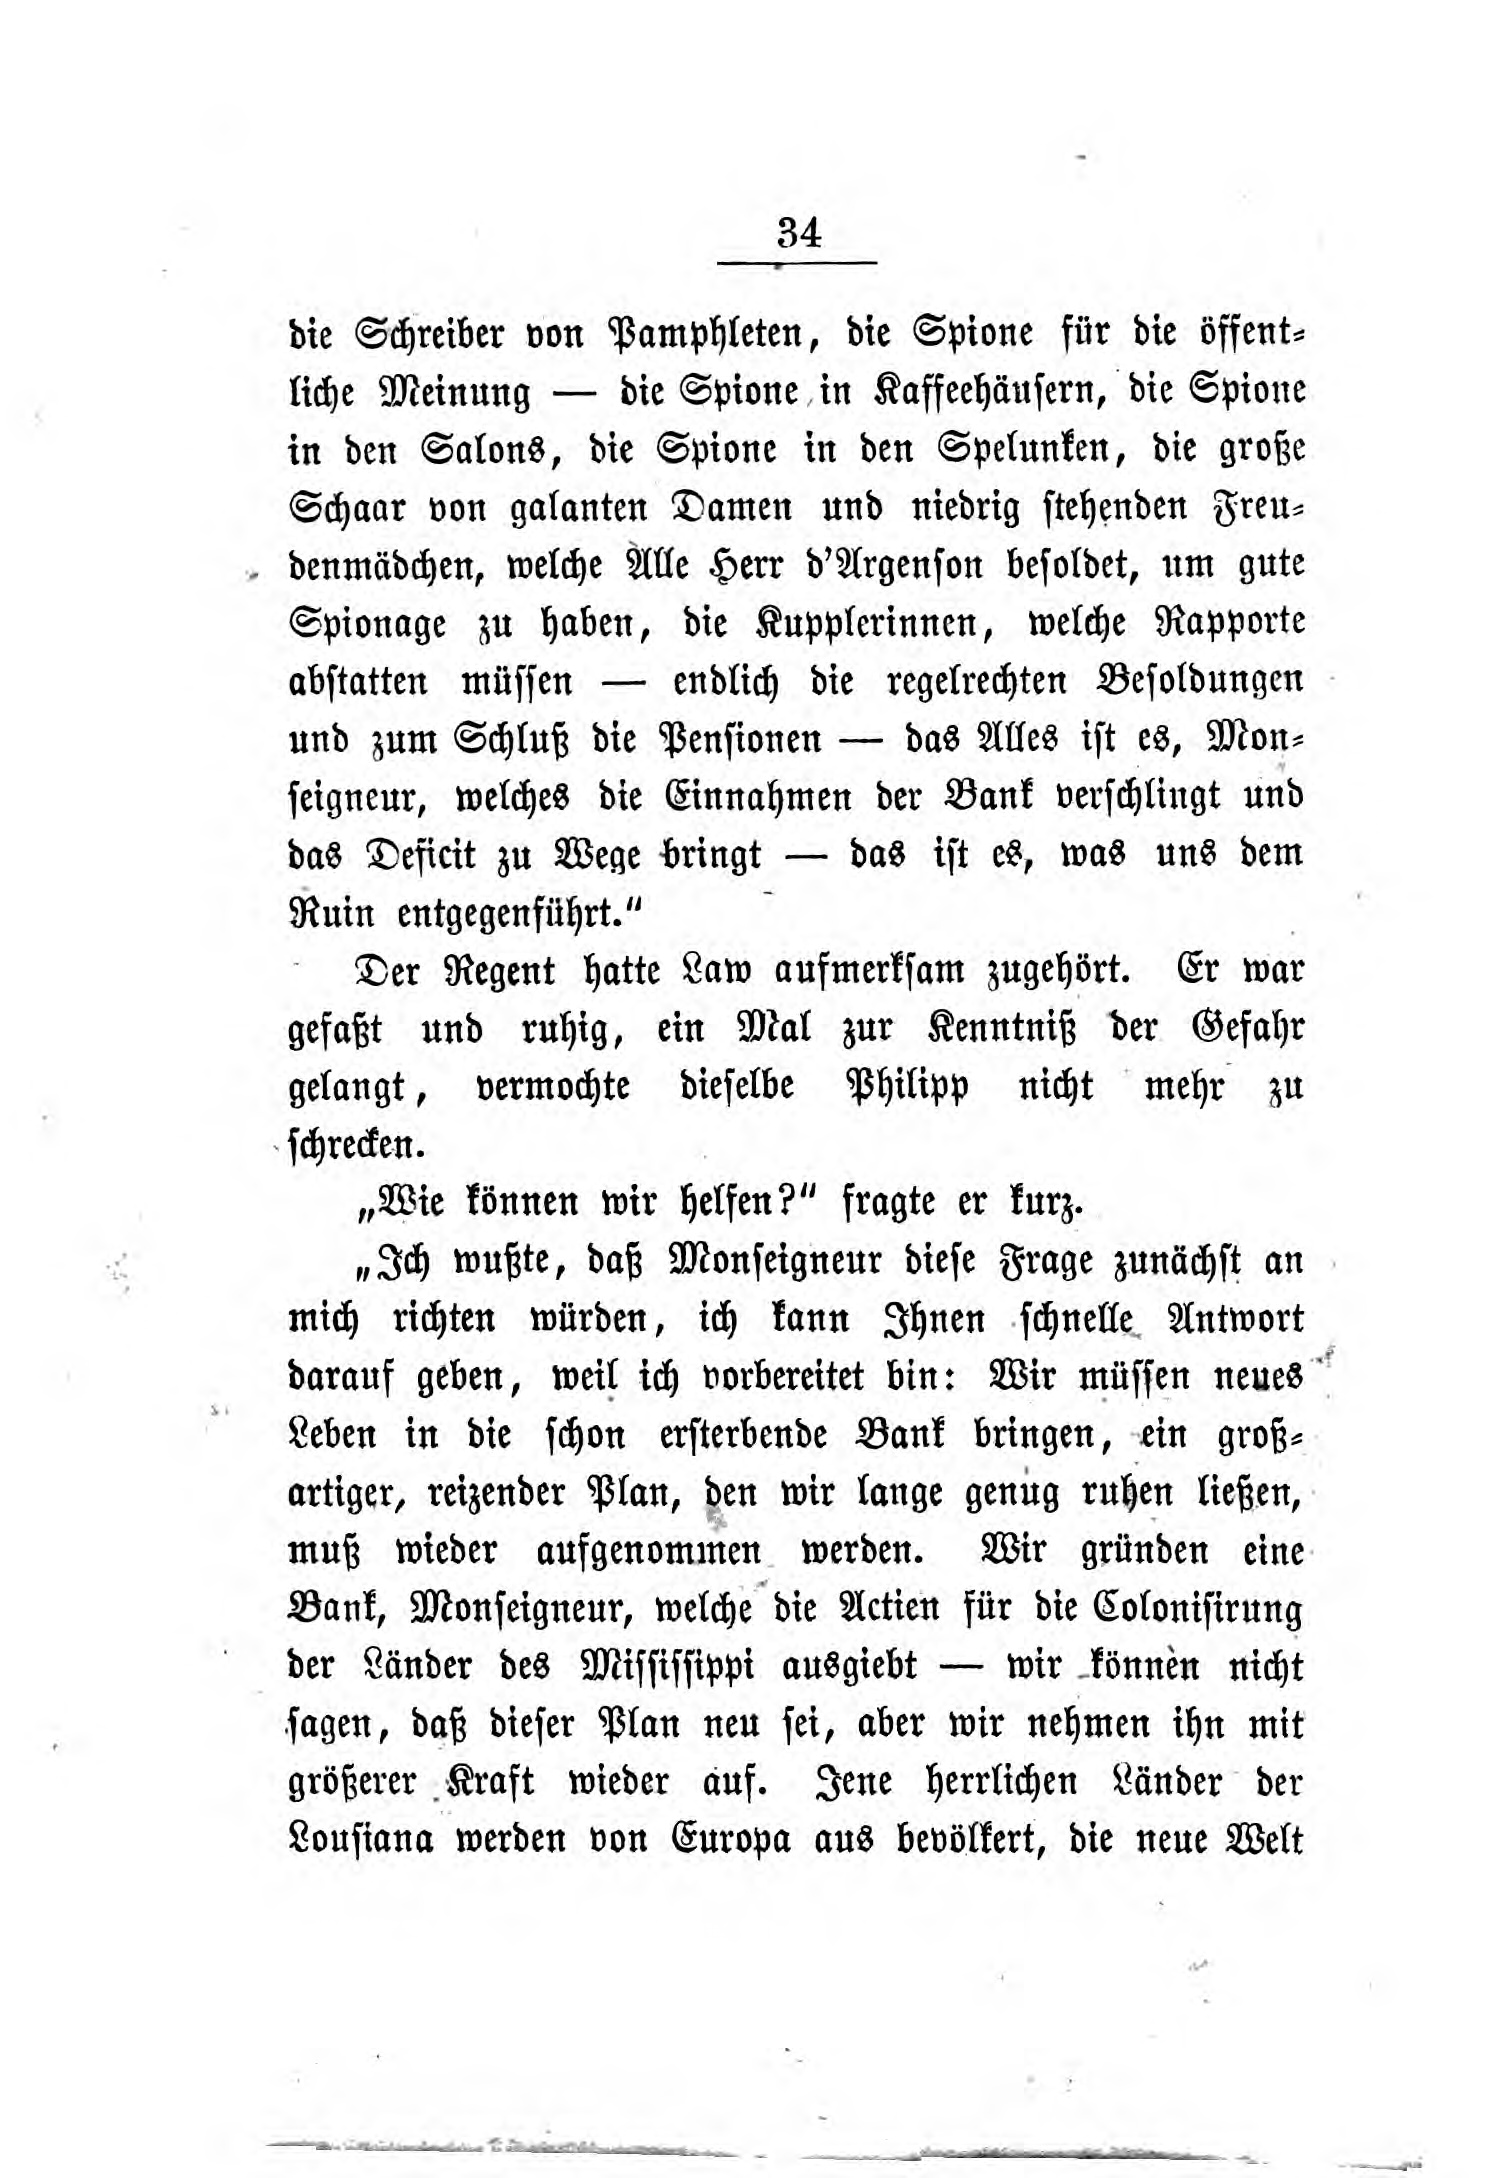 34
die Schreiber von Pamphleten, die Spione für die öffent-
liche Meinung — die Spione in Kaffeehäusern, die Spione
in den Salons, die Spione in den Spelunken, die große
Schaar von galanten Damen und niedrig stehenden Freu-
denmädchen, welche Alle Herr d'Argenson besoldet, um gute
Spionage zu haben, die Kupplerinnen, welche Rapporte
abstatten müssen — endlich die regelrechten Besoldungen
und zum Schluß die Pensionen — das Alles ist es, Mon-
seigneur, welches die Einnahmen der Bank verschlingt und
das Deficit zu Wege bringt — das ist es, was uns dem
Ruin entgegenführt.“
Der Regent hatte Law aufmerksam zugehört. Er war
gefaßt und ruhig, ein Mal zur Kenntniß der Gefahr
gelangt, vermochte dieselbe Philipp nicht mehr zu
schrecken.
„Wie können wir helfen?“ fragte er kurz.
„Ich wußte, daß Monseigneur diese Frage zunächst an
mich richten würden, ich kann Ihnen schnelle Antwort
darauf geben, weil ich vorbereitet bin: Wir müssen neues
Leben in die schon ersterbende Bank bringen, ein groß-
artiger, reizender Plan, den wir lange genug ruhen ließen,
muß wieder aufgenommen werden. Wir gründen eine
Bank, Monseigneur, welche die Actien für die Colonisirung
der Länder des Mississippi ausgiebt — wir können nicht
sagen, daß dieser Plan neu sei, aber wir nehmen ihn mit
größerer Kraft wieder auf. Jene herrlichen Länder der
Lousiana werden von Europa aus bevölkert, die neue Welt